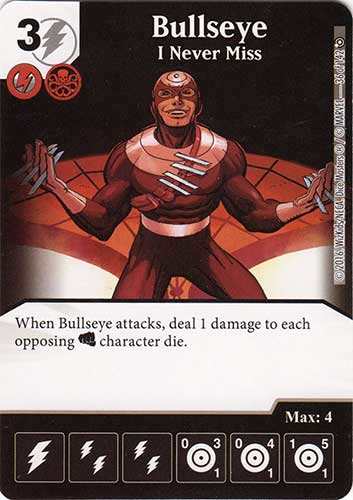 3
Bullseye
I Never Miss
When Bullseye attacks, deal 1 damage to each
opposing character die.
Max: 4
0 3 1
0 4 1
1 5 1